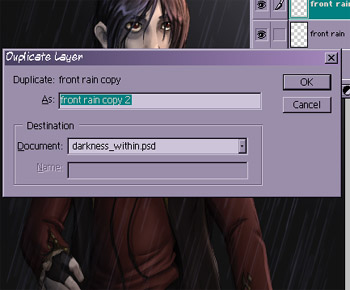 front rain
front rain
Duplicate Layer
Duplicate: front rain copy
OK
As: front rain copy 2
Cancel
Destination
Document: darkness_within.psd
Name: